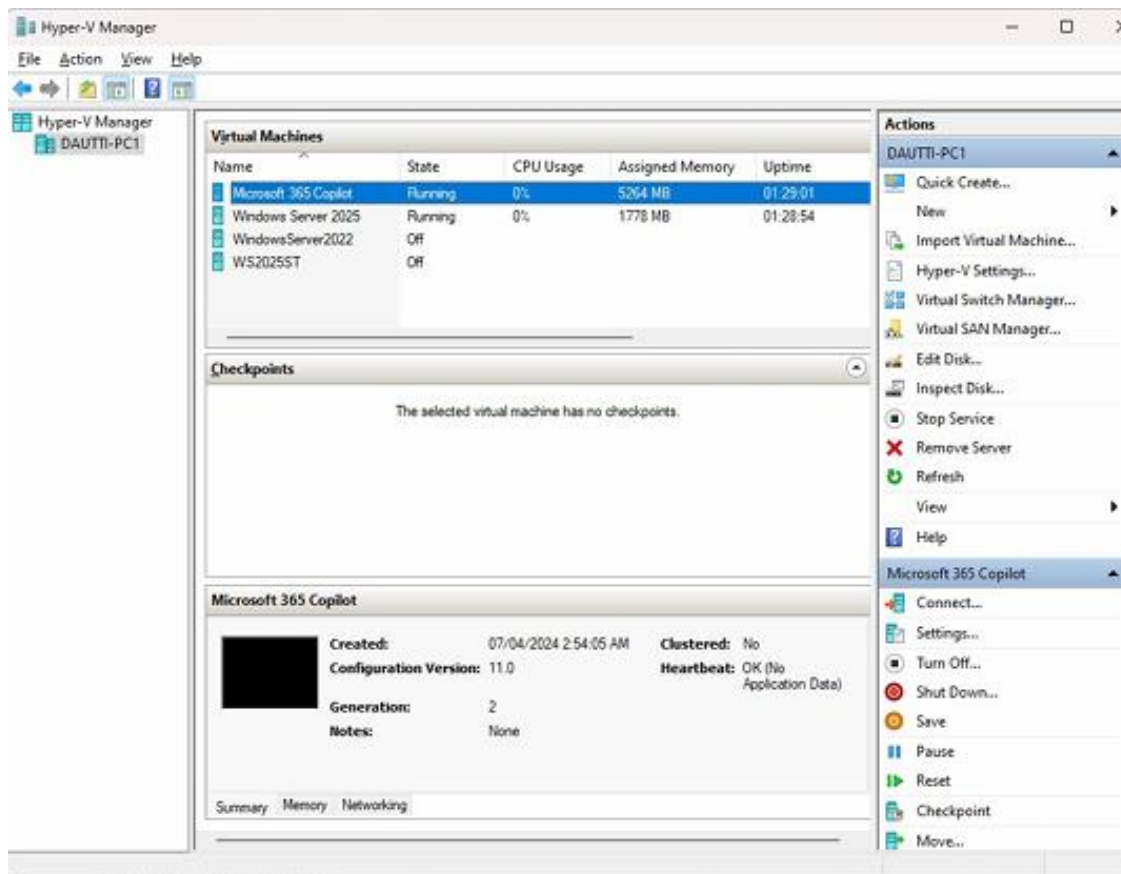 Hyper-V Manager
File Action View Help
Hyper-V Manager
DAUTTI-PC1
Virtual Machines
Name State CPU Usage Assigned Memory Uptime
Microsoft 365 Copilot Running 0% 5264 MB 01:29:01
Windows Server 2025 Running 0% 1778 MB 01:28:54
WindowsServer2022 Off
WS2025ST Off
Checkpoints
The selected virtual machine has no checkpoints.
Microsoft 365 Copilot
Created: 07/04/2024 2:54:05 AM Clustered: No
Configuration Version: 11.0 Heartbeat: OK (No
Application Data)
Generation: 2
Notes: None
Summary Memory Networking
Actions
DAUTTI-PC1
Quick Create...
New
Import Virtual Machine...
Hyper-V Settings...
Virtual Switch Manager...
Virtual SAN Manager...
Edit Disk...
Inspect Disk...
Stop Service
Remove Server
Refresh
View
Help
Microsoft 365 Copilot
Connect...
Settings...
Turn Off...
Shut Down...
Save
Pause
Reset
Checkpoint
Move...